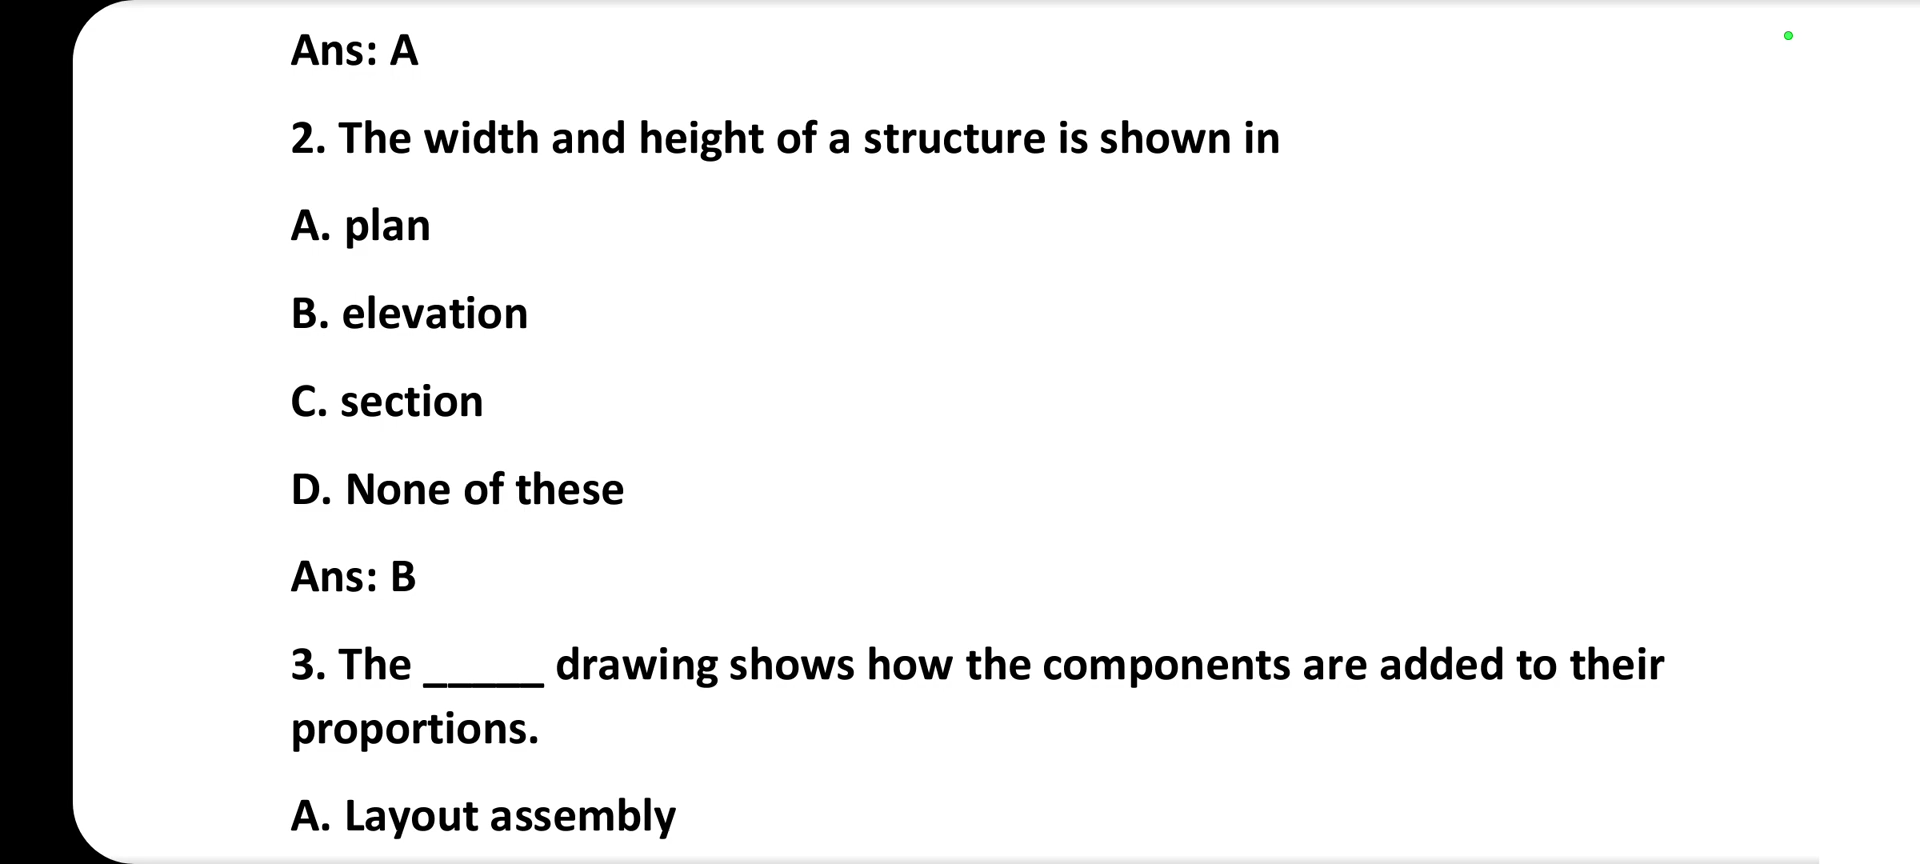 Ans: A
2. The width and height of a structure is shown in
A. plan
B. elevation
C. section
D. None of these
Ans: B
3. The _____ drawing shows how the components are added to their
proportions.
A. Layout assembly